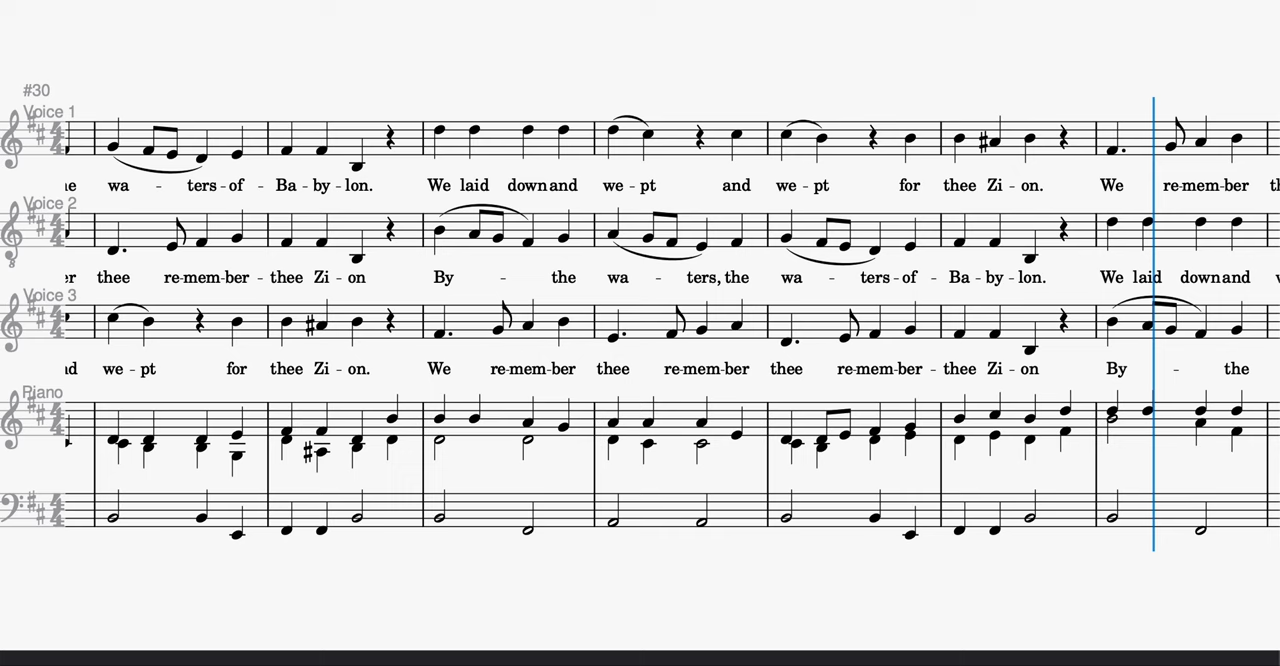 #30
Voice 1
wa - ters - of - Ba - by - lon. We laid down and we - pt and we - pt for thee Zi - on. We re-mem-ber
Voice 2
thee re-mem-ber - thee Zi - on By - the wa - ters, the wa - ters - of - Ba - by - lon. We laid down and
Voice 3
we - pt for thee Zi - on. We re-mem-ber thee re-mem-ber thee re-mem-ber - thee Zi - on By - the
Piano